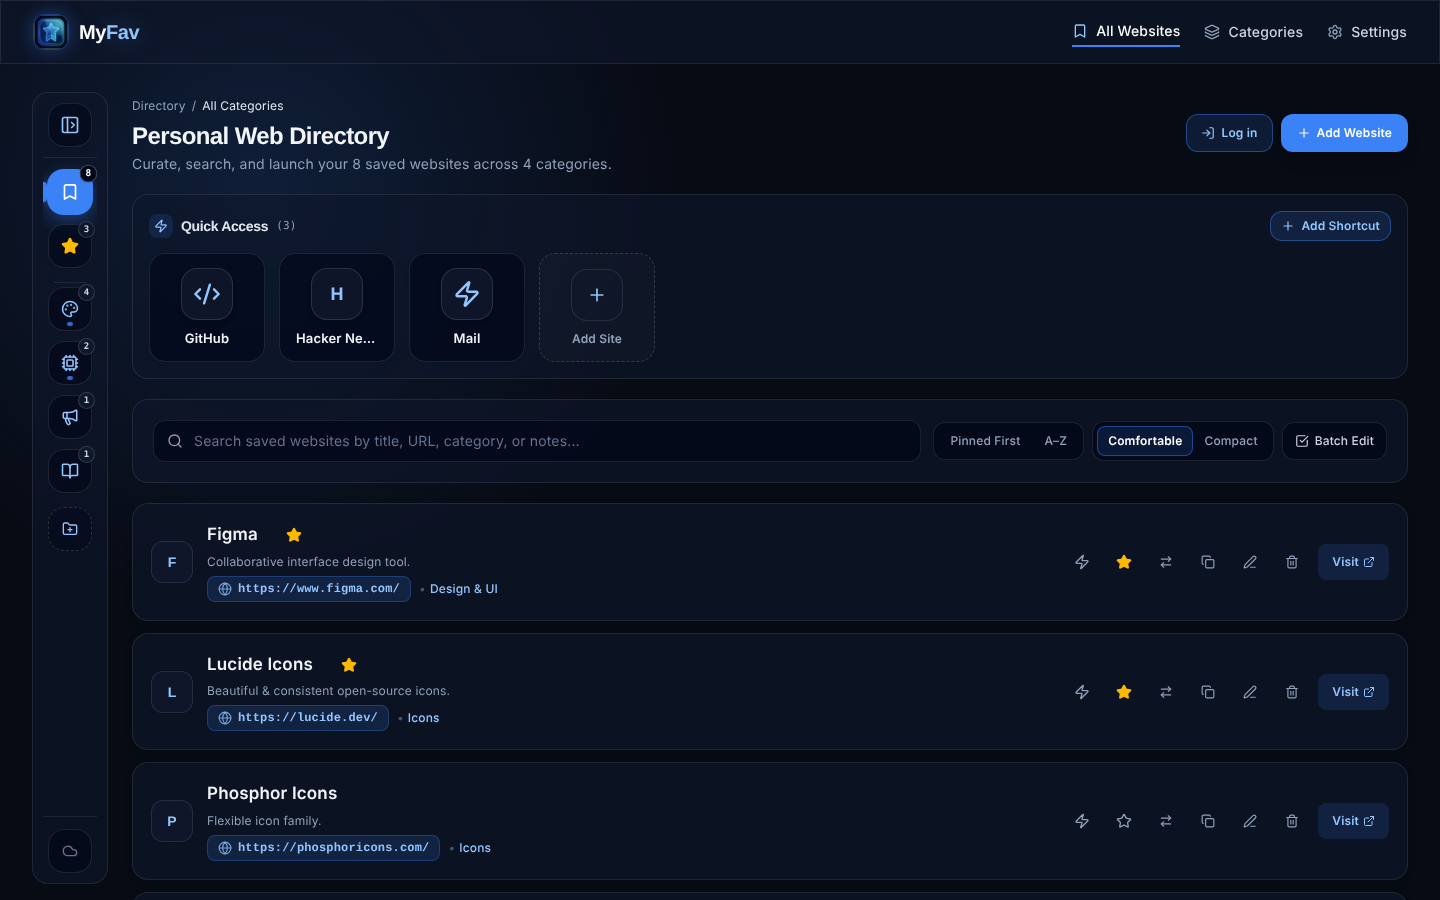 MyFav
All Websites
Categories
Settings
Directory / All Categories
Personal Web Directory
Curate, search, and launch your 8 saved websites across 4 categories.
Log in
Add Website
8
3
4
2
1
1
Quick Access (3)
Add Shortcut
GitHub
H
Hacker Ne...
Mail
Add Site
Search saved websites by title, URL, category, or notes...
Pinned First
A–Z
Comfortable
Compact
Batch Edit
F
Figma
Collaborative interface design tool.
https://www.figma.com/ • Design & UI
Visit
L
Lucide Icons
Beautiful & consistent open-source icons.
https://lucide.dev/ • Icons
Visit
P
Phosphor Icons
Flexible icon family.
https://phosphoricons.com/ • Icons
Visit